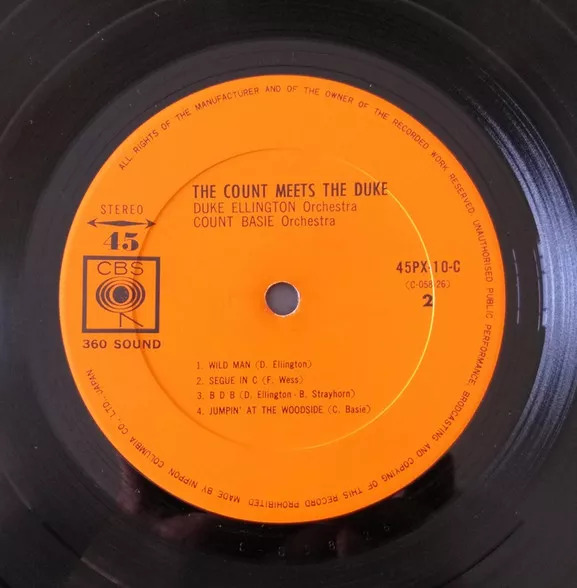 ALL RIGHTS OF THE MANUFACTURER AND OF THE OWNER OF THE RECORDED WORK RESERVED. UNAUTHORISED PUBLIC PERFORMANCE, BRODCASTING AND COPYING OF THIS RECORD PROHIBITED MADE BY NIPPON COLUMBIA CO., LTD., JAPAN
THE COUNT MEETS THE DUKE
DUKE ELLINGTON Orchestra
COUNT BASIE Orchestra
STEREO
45
CBS
360 SOUND
45PX-10-C
(C-058-26)
2
1. WILD MAN (D. Ellington)
2. SEGUE IN C (F. Wess)
3. B D B (D. Ellington - B. Strayhorn)
4. JUMPIN' AT THE WOODSIDE (C. Basie)